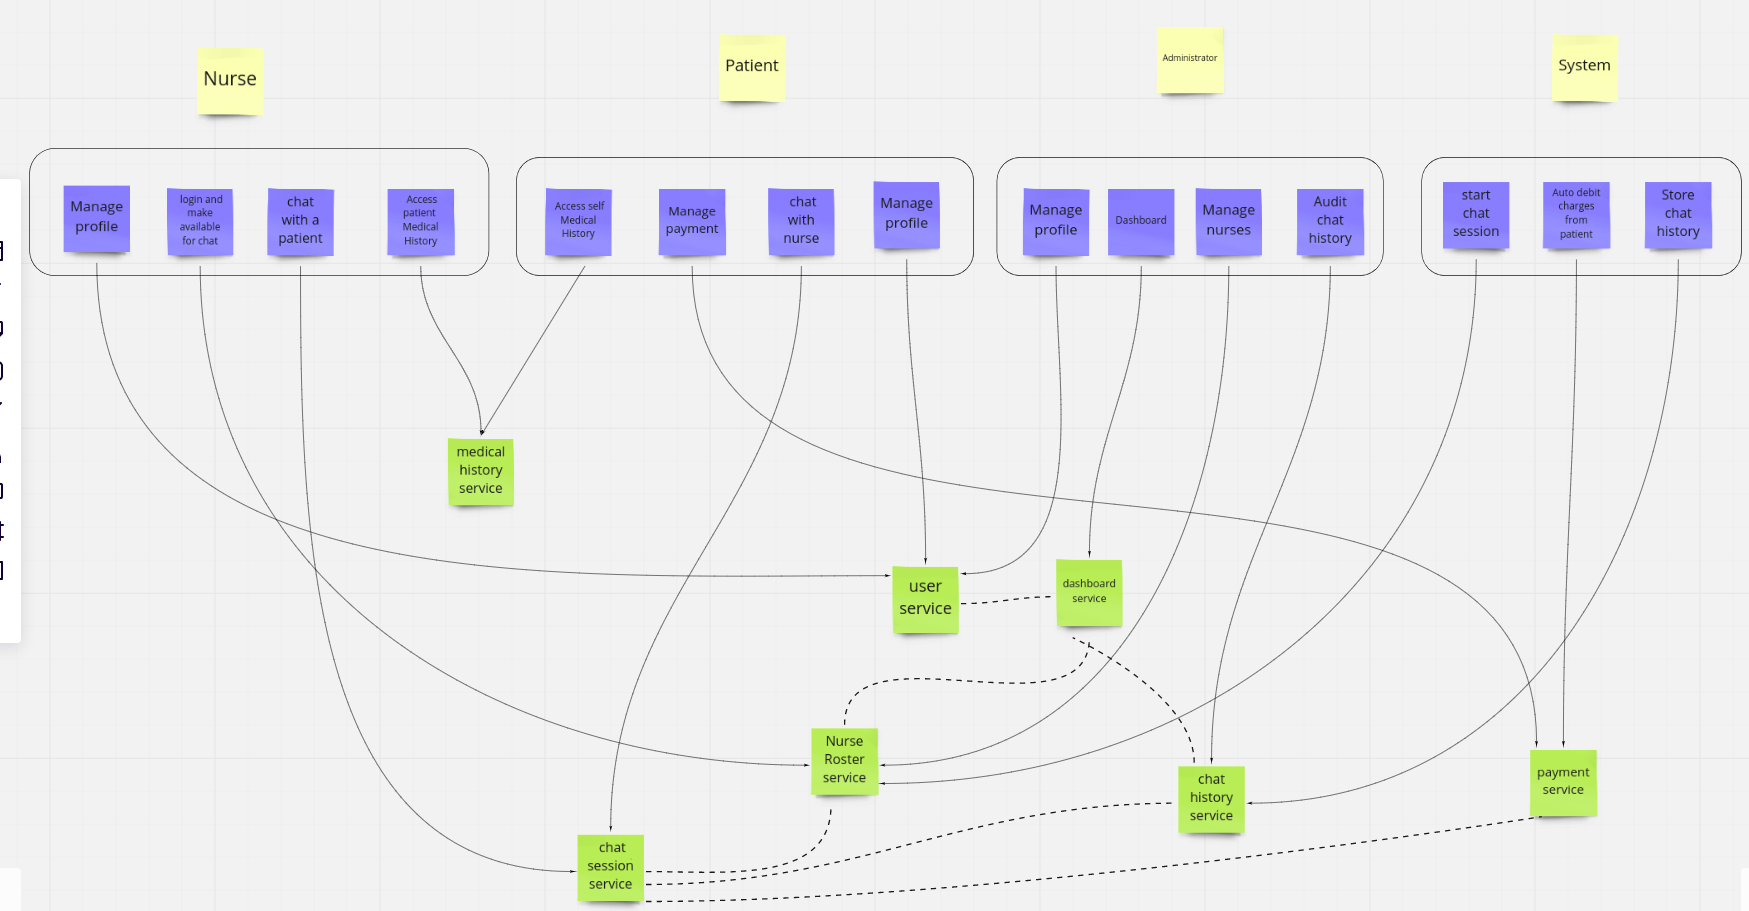 Nurse
Patient
Administrator
System
Manage
profile
login and
make
available
for chat
chat
with a
patient
Access
patient
Medical
History
Access self
Medical
History
Manage
payment
chat
with
nurse
Manage
profile
Manage
profile
Dashboard
Manage
nurses
Audit
chat
history
start
chat
session
Auto debit
charges
from
patient
Store
chat
history
medical
history
service
user
service
dashboard
service
Nurse
Roster
service
chat
history
service
payment
service
chat
session
service